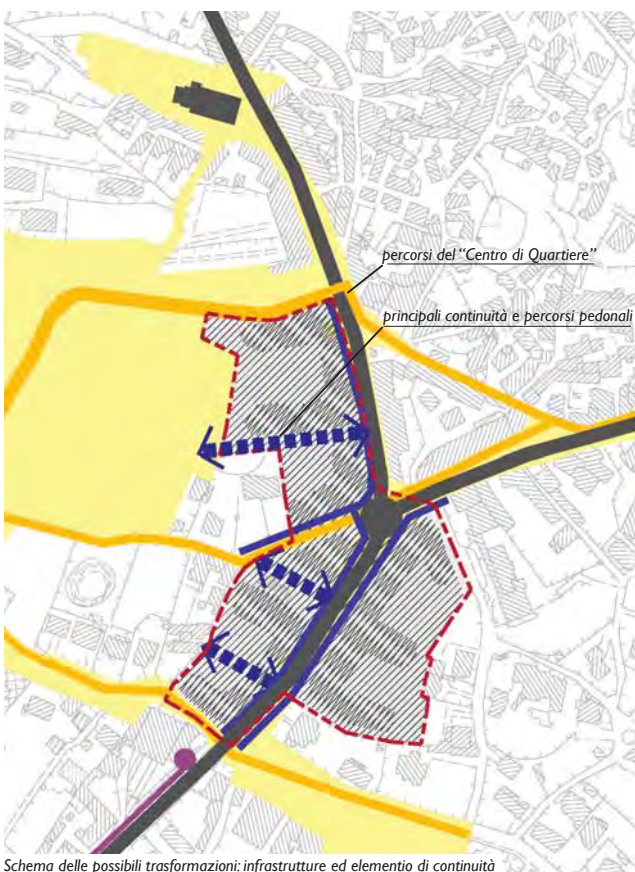 percorsi del “Centro di Quartiere”
principali continuità e percorsi pedonali
Schema delle possibili trasformazioni: infrastrutture ed elementio di continuità